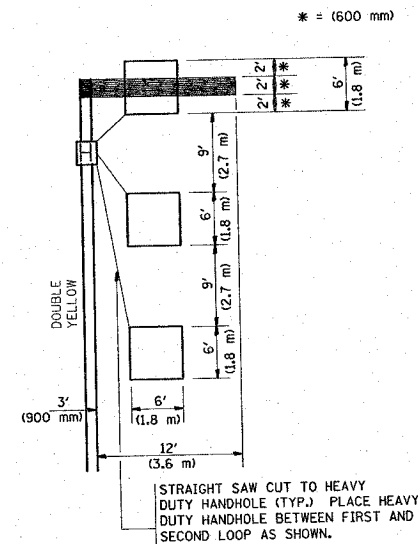 * = (600 mm)
2' *
2' *
2' *
6'
(1.8 m)
9'
(2.7 m)
6'
(1.8 m)
9'
(2.7 m)
6'
(1.8 m)
H
DOUBLE
YELLOW
3'
(900 mm)
6'
(1.8 m)
12'
(3.6 m)
STRAIGHT SAW CUT TO HEAVY
DUTY HANDHOLE (TYP.) PLACE HEAVY
DUTY HANDHOLE BETWEEN FIRST AND
SECOND LOOP AS SHOWN.